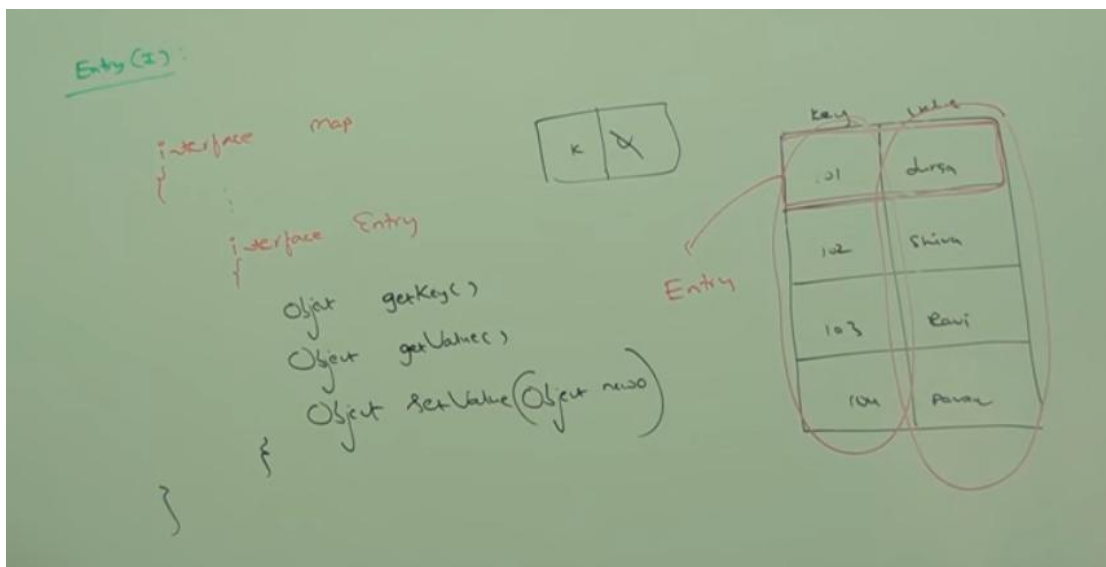 Entry(I):
interface map
{
:
interface Entry
{
Object getKey()
Object getValue()
Object setValue(Object newo)
}
}
K
Entry
key value
101 durga
102 Shiva
103 Ravi
104 Pavan